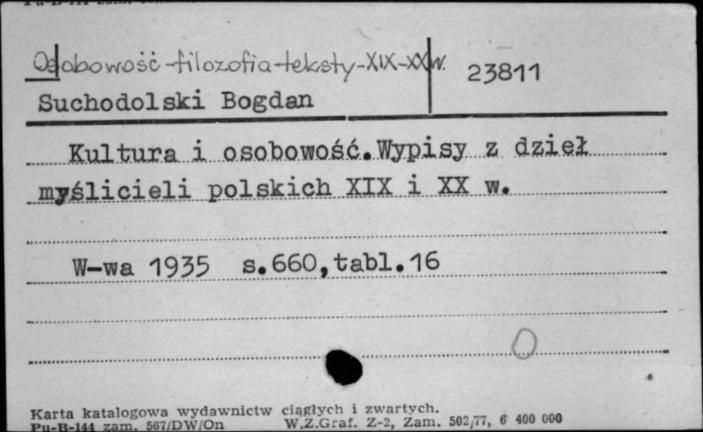 Osobowość-filozofia-teksty-XIX-XXw. 23811
Suchodolski Bogdan
Kultura i osobowość.Wypisy z dzieł
myślicieli polskich XIX i XX w.
W-wa 1935 s.660,tabl.16
O
Karta katalogowa wydawnictw ciągłych i zwartych.
Pu-B-144 zam. 567/DW/On W.Z.Graf. Z-2, Zam. 502/77, 6 400 000